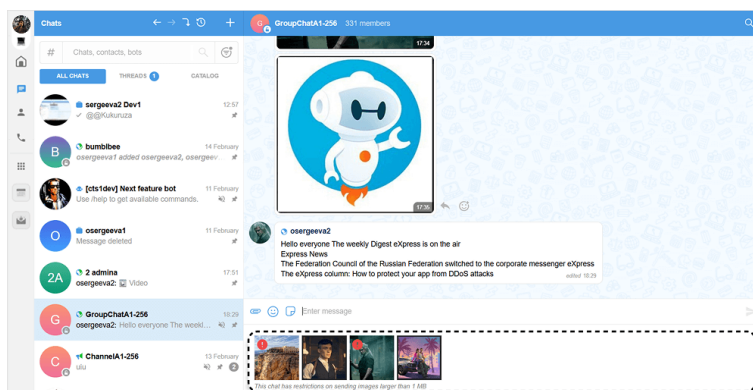 Chats
GroupChatA1-256 331 members
Chats, contacts, bots
ALL CHATS THREADS 1 CATALOG
sergeeva2 Dev1 12:57
@@Kukuruza
B bumblbee 14 February
osergeeva1 added osergeeva2, osergeev...
[cts1dev] Next feature bot 11 February
Use /help to get available commands.
O osergeeva1 11 February
Message deleted
2A 2 admina 17:51
osergeeva2: Video
G GroupChatA1-256 18:29
osergeeva2: Hello everyone The weekl...
C ChannelA1-256 13 February
ulu 2
17:34
17:35
osergeeva2
Hello everyone The weekly Digest eXpress is on the air
Express News
The Federation Council of the Russian Federation switched to the corporate messenger eXpress
The eXpress column: How to protect your app from DDoS attacks
edited 18:29
Enter message
This chat has restrictions on sending images larger than 1 MB